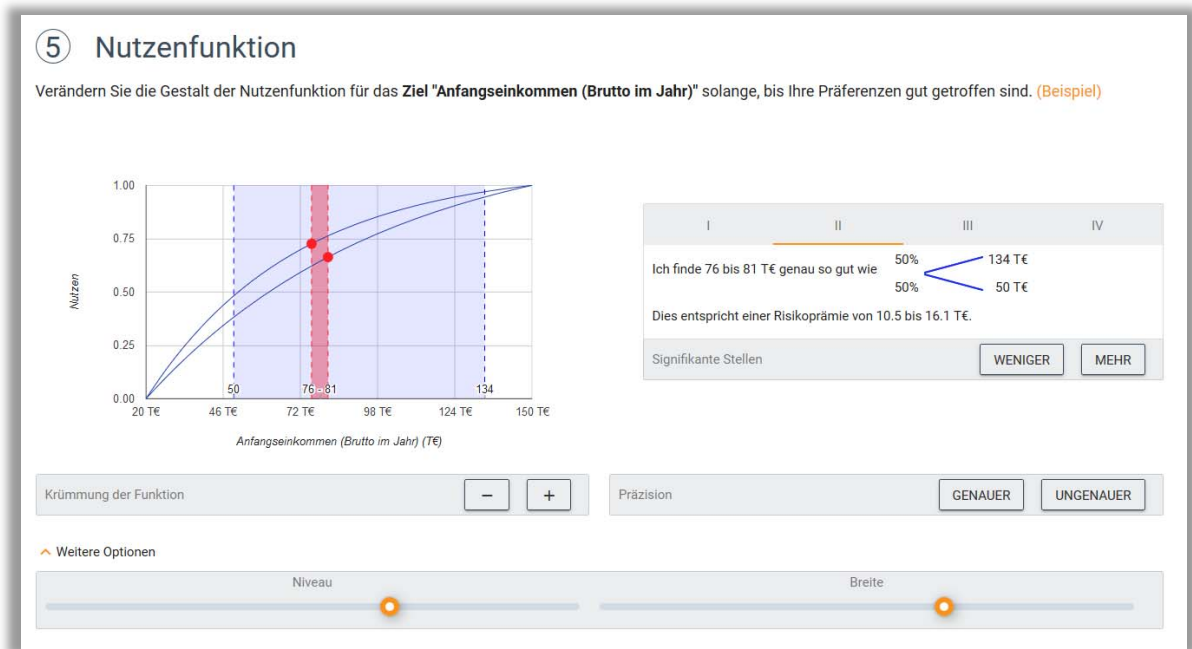 5 Nutzenfunktion
Verändern Sie die Gestalt der Nutzenfunktion für das Ziel "Anfangseinkommen (Brutto im Jahr)" solange, bis Ihre Präferenzen gut getroffen sind. (Beispiel)
1.00
0.75
0.50
0.25
0.00
Nutzen
50
76 - 81
134
20 T€ 46 T€ 72 T€ 98 T€ 124 T€ 150 T€
Anfangseinkommen (Brutto im Jahr) (T€)
I II III IV
50% 134 T€
Ich finde 76 bis 81 T€ genau so gut wie
50% 50 T€
Dies entspricht einer Risikoprämie von 10.5 bis 16.1 T€.
Signifikante Stellen WENIGER MEHR
Krümmung der Funktion − +
Präzision GENAUER UNGENAUER
Weitere Optionen
Niveau
Breite